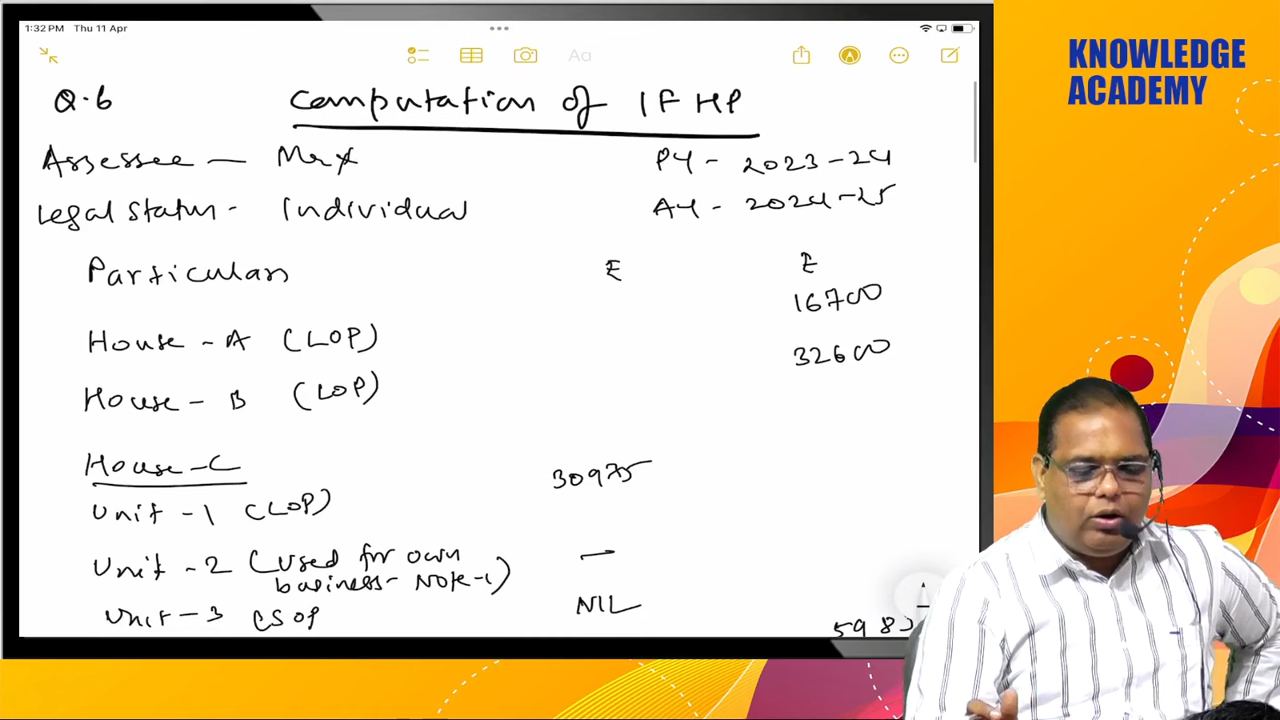 1:32 PM Thu 11 Apr
KNOWLEDGE
ACADEMY
Aa
Q.6 Computation of IFHP
Assessee — Mr X PY - 2023-24
Legal Status - Individual AY - 2024-25
Particulars ₹ ₹
House - A (LOP) 16700
House - B (LOP) 32600
House - C
Unit - 1 (LOP) 30975
Unit - 2 (Used for own —
business - Note-1)
Unit - 3 (SOP NIL